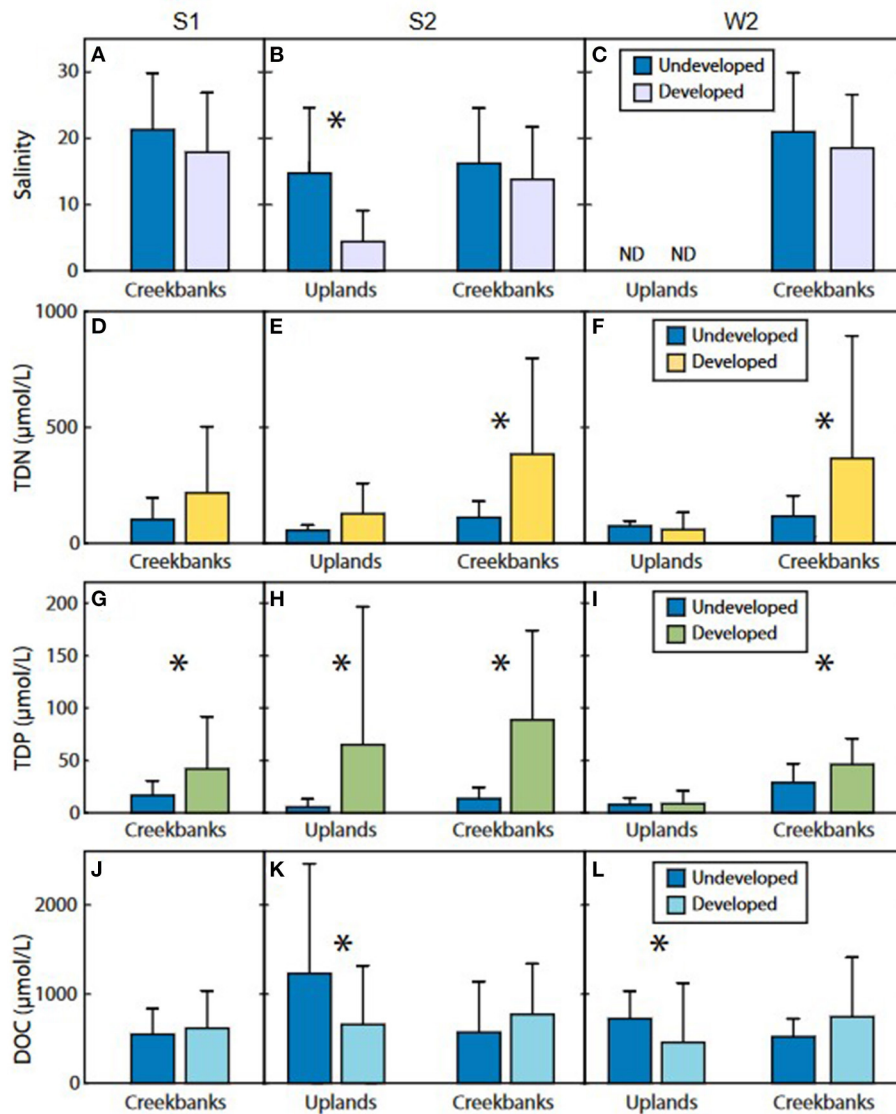 S1 S2 W2
A B C
Undeveloped
Developed
Salinity
30
20
10
0
* ND ND
Creekbanks Uplands Creekbanks Uplands Creekbanks
D E F
Undeveloped
Developed
TDN (μmol/L)
1000
500
0
* *
Creekbanks Uplands Creekbanks Uplands Creekbanks
G H I
Undeveloped
Developed
TDP (μmol/L)
200
150
100
50
0
* * * *
Creekbanks Uplands Creekbanks Uplands Creekbanks
J K L
Undeveloped
Developed
DOC (μmol/L)
2000
1000
0
* *
Creekbanks Uplands Creekbanks Uplands Creekbanks